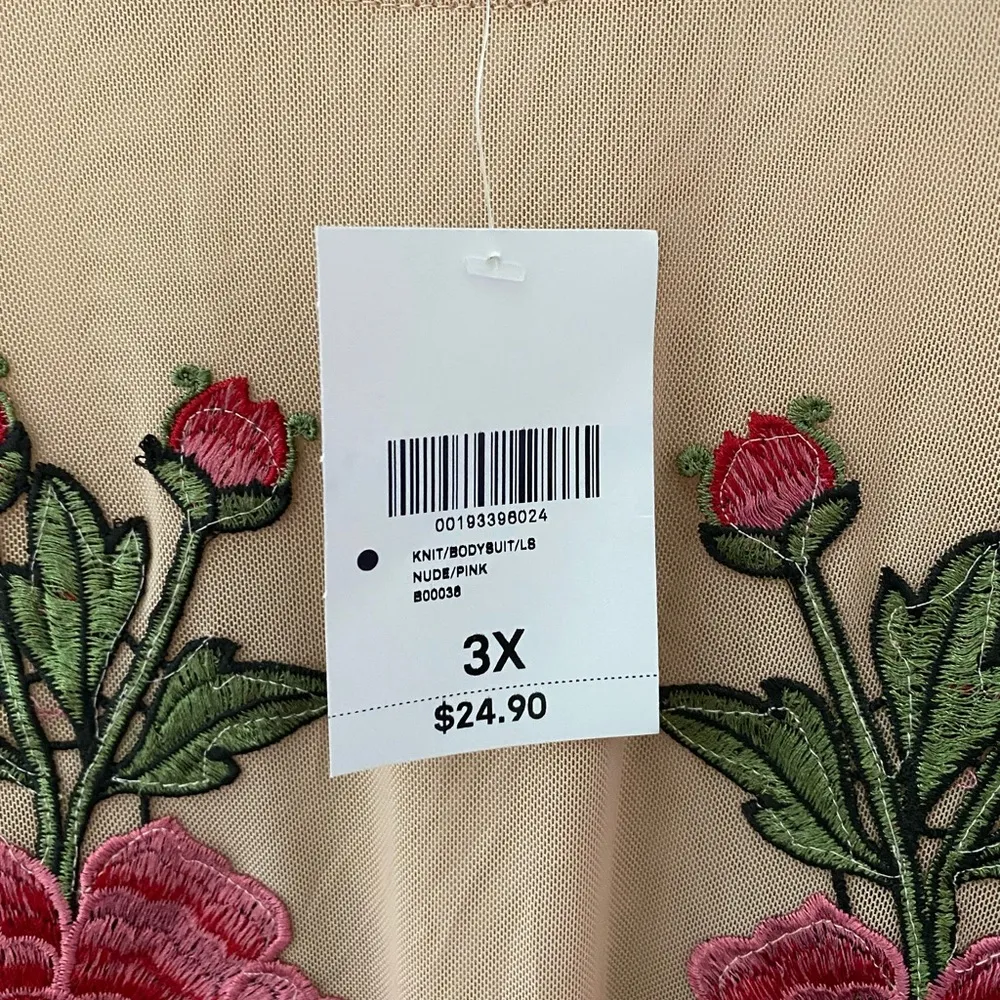 00193396024
KNIT/BODYSUIT/LS
NUDE/PINK
B00036
3X
$24.90